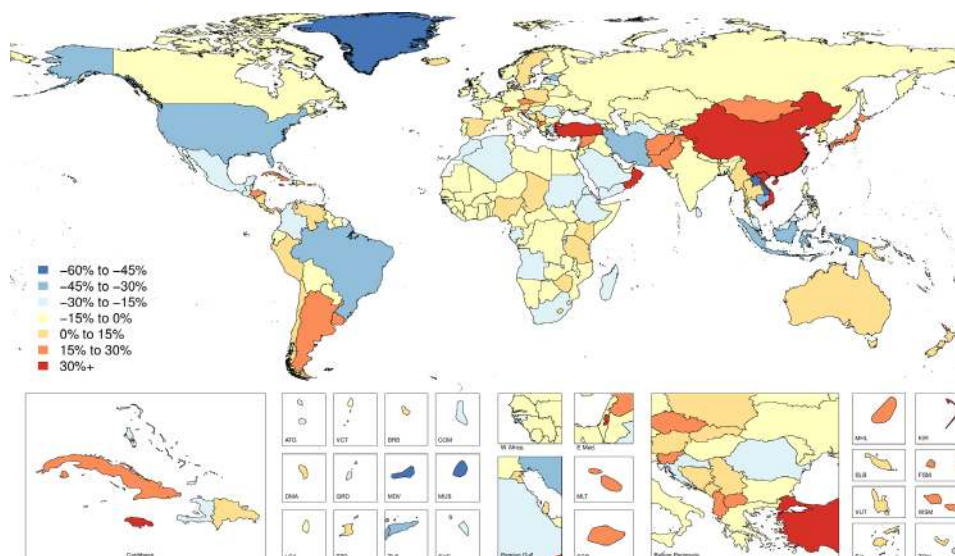 −60% to −45%
−45% to −30%
−30% to −15%
−15% to 0%
0% to 15%
15% to 30%
30%+
ATG
VCT
BRB
COM
W Africa
E Med.
MHL
KIR
DMA
GRD
MDV
MUS
MLT
SLB
FSM
VUT
WSM
Caribbean
Persian Gulf
Balkan Peninsula